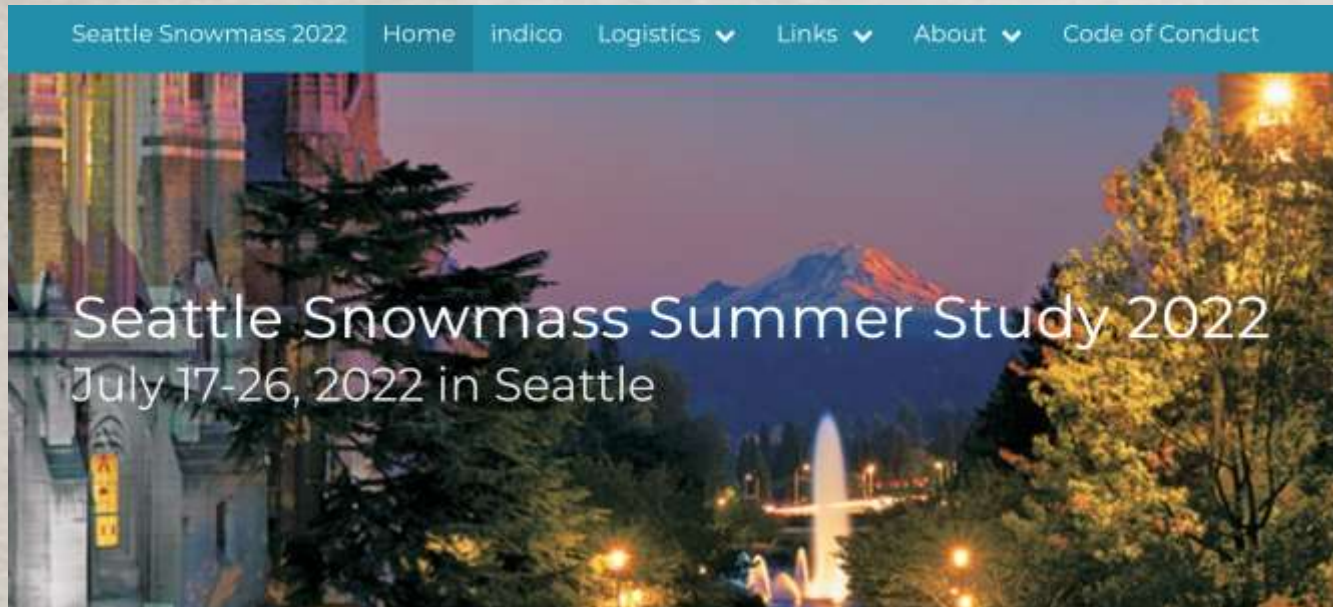 Seattle Snowmass 2022 Home indico Logistics Links About Code of Conduct
Seattle Snowmass Summer Study 2022
July 17-26, 2022 in Seattle